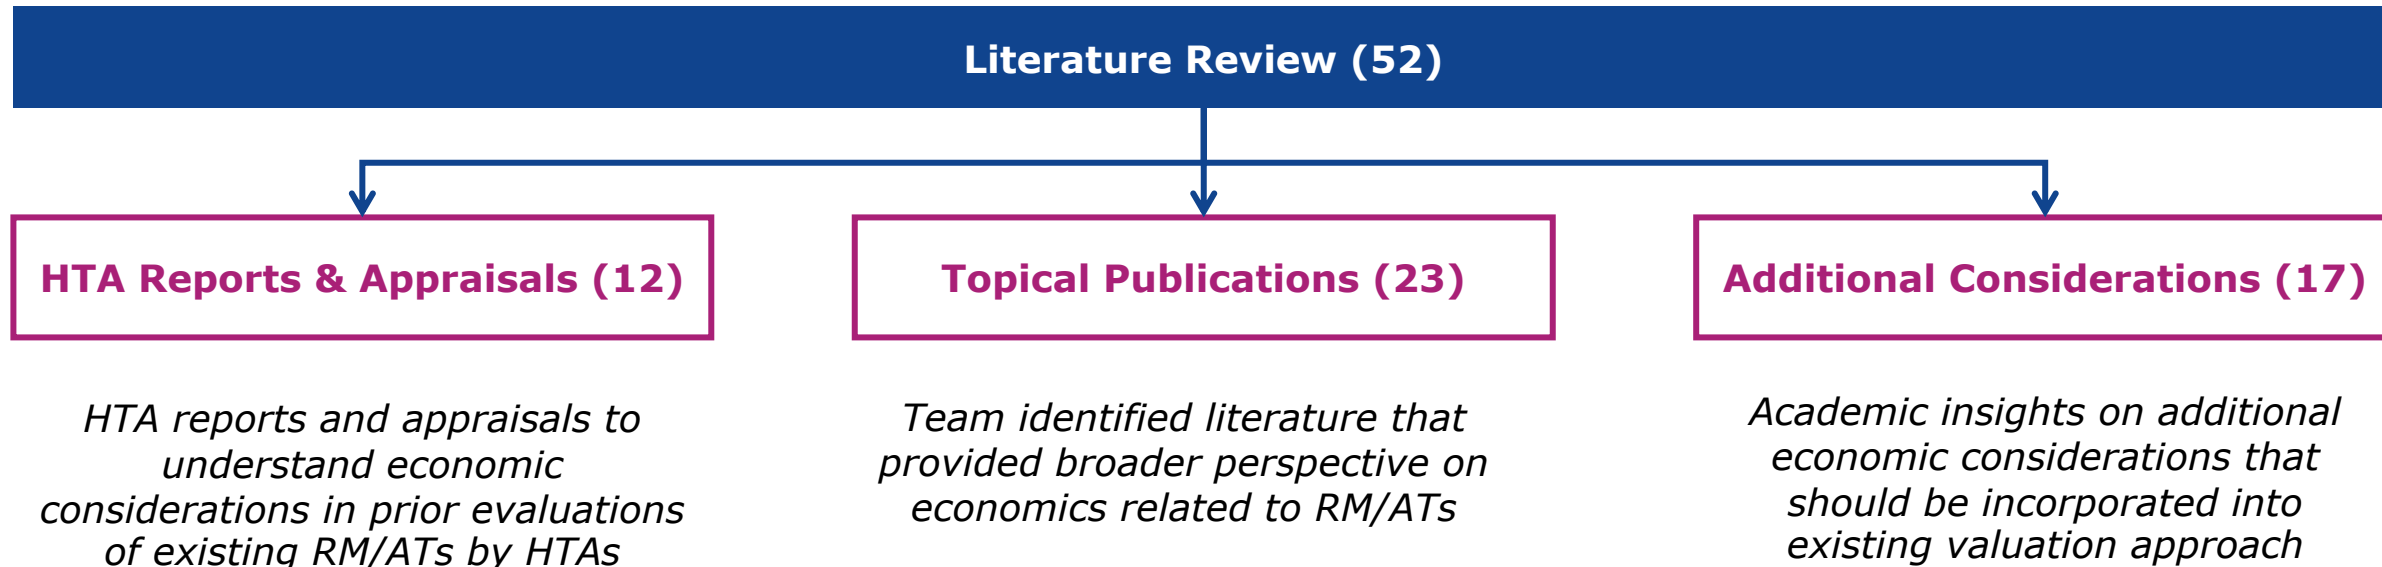 Literature Review (52)
HTA Reports & Appraisals (12)
Topical Publications (23)
Additional Considerations (17)
HTA reports and appraisals to
understand economic
considerations in prior evaluations
of existing RM/ATs by HTAs
Team identified literature that
provided broader perspective on
economics related to RM/ATs
Academic insights on additional
economic considerations that
should be incorporated into
existing valuation approach